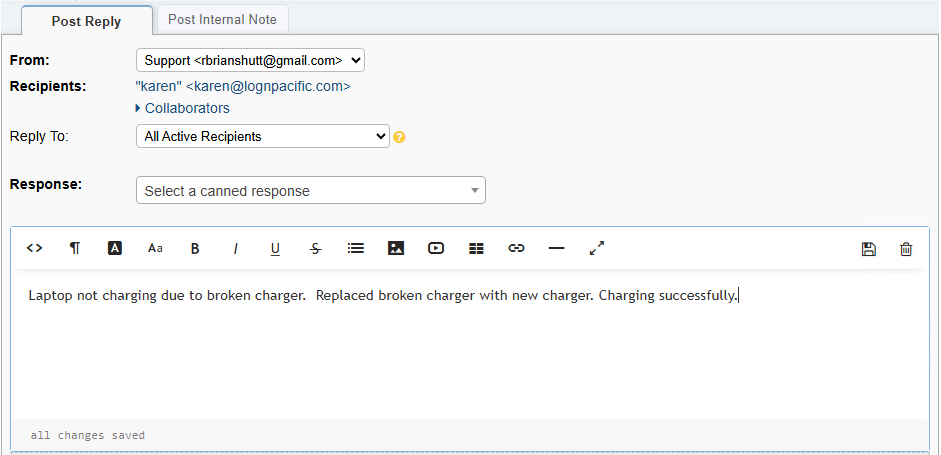 Post Reply Post Internal Note
From: Support <rbrianshutt@gmail.com>
Recipients: "karen" <karen@lognpacific.com>
Collaborators
Reply To: All Active Recipients ?
Response: Select a canned response
<> ¶ A Aa B I U S
Laptop not charging due to broken charger.  Replaced broken charger with new charger. Charging successfully.
all changes saved